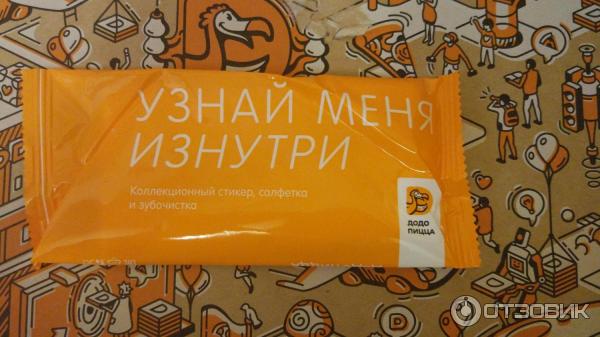 УЗНАЙ МЕНЯ
ИЗНУТРИ
Коллекционный стикер, салфетка
и зубочистка
ДОДО
ПИЦЦА
ОТЗОВИК